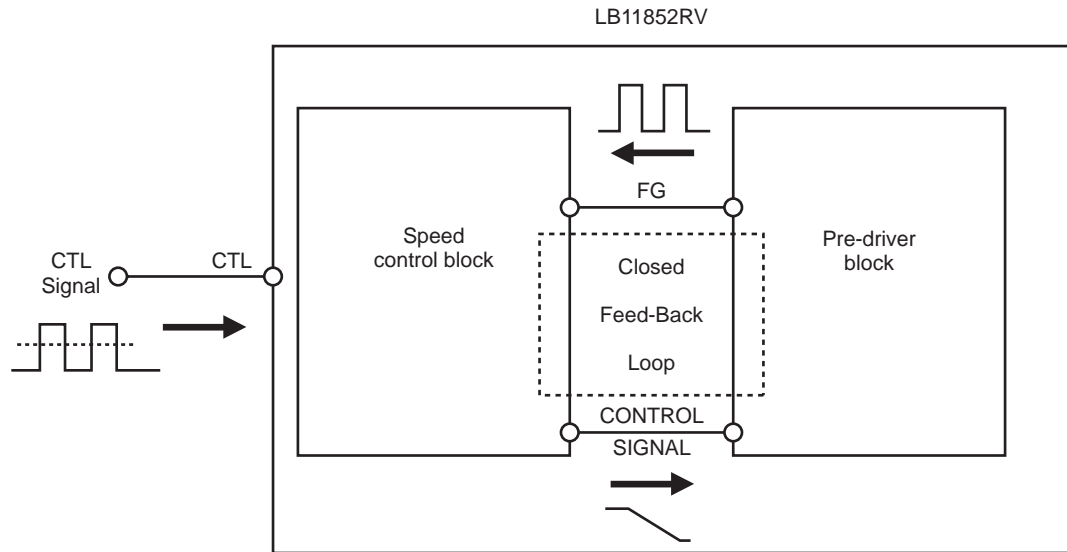 LB11852RV
FG
Speed
control block
Pre-driver
block
CTL
Signal
CTL
Closed
Feed-Back
Loop
CONTROL
SIGNAL